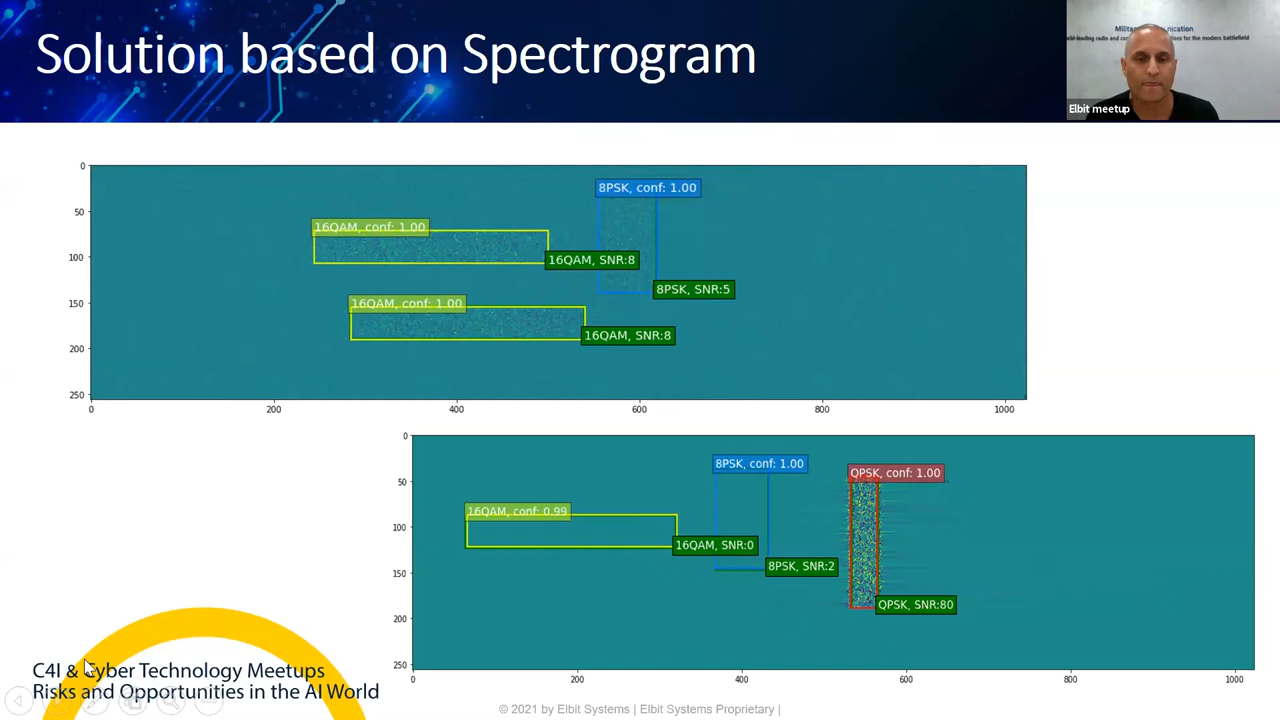 Solution based on Spectrogram
Elbit meetup
0
50
100
150
200
250
0
200
400
600
800
1000
16QAM, conf: 1.00
16QAM, SNR:8
8PSK, conf: 1.00
8PSK, SNR:5
16QAM, conf: 1.00
16QAM, SNR:8
0
50
100
150
200
250
0
200
400
600
800
1000
16QAM, conf: 0.99
16QAM, SNR:0
8PSK, conf: 1.00
8PSK, SNR:2
QPSK, conf: 1.00
QPSK, SNR:80
C4I & Cyber Technology Meetups
Risks and Opportunities in the AI World
© 2021 by Elbit Systems | Elbit Systems Proprietary |